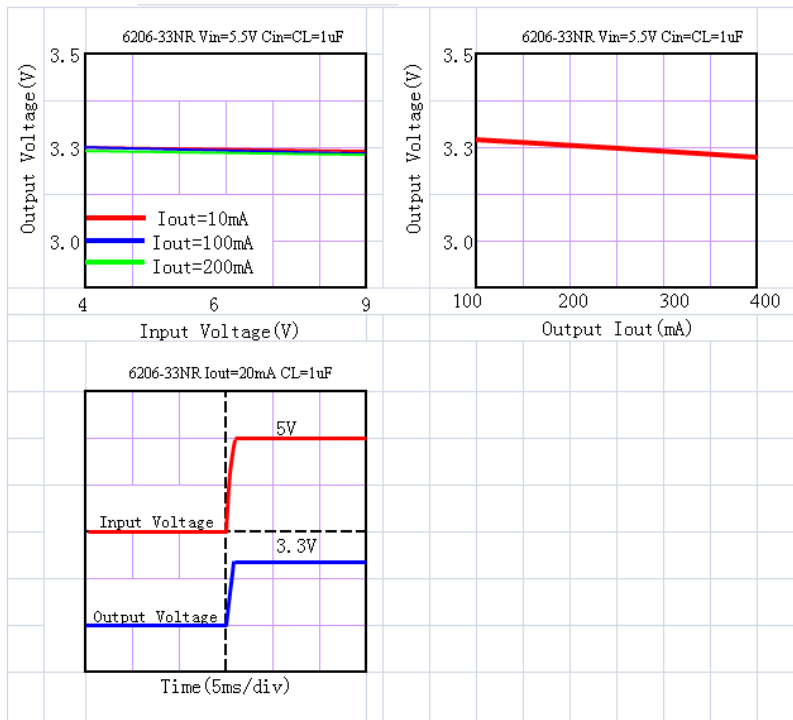 6206-33NR Vin=5.5V Cin=CL=1uF
3.5
3.3
3.0
Output Voltage(V)
Iout=10mA
Iout=100mA
Iout=200mA
4 6 9
Input Voltage(V)
6206-33NR Vin=5.5V Cin=CL=1uF
3.5
3.3
3.0
Output Voltage(V)
100 200 300 400
Output Iout(mA)
6206-33NR Iout=20mA CL=1uF
5V
Input Voltage
3.3V
Output Voltage
Time(5ms/div)